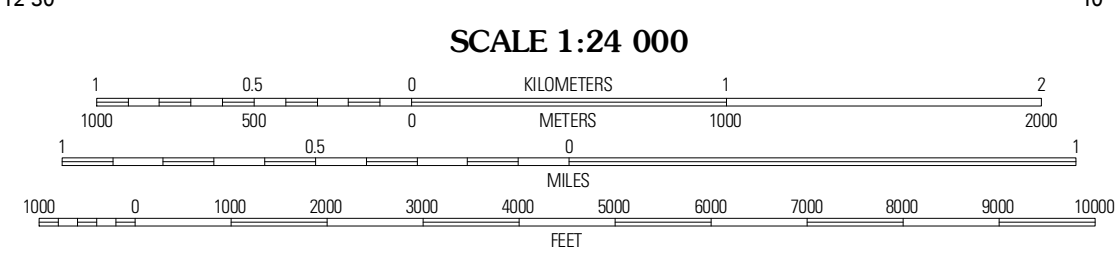 12'30" 10'
SCALE 1:24 000
1 0.5 0 KILOMETERS 1 2
1000 500 0 METERS 1000 2000
1 0.5 0 1
MILES
1000 0 1000 2000 3000 4000 5000 6000 7000 8000 9000 10000
FEET